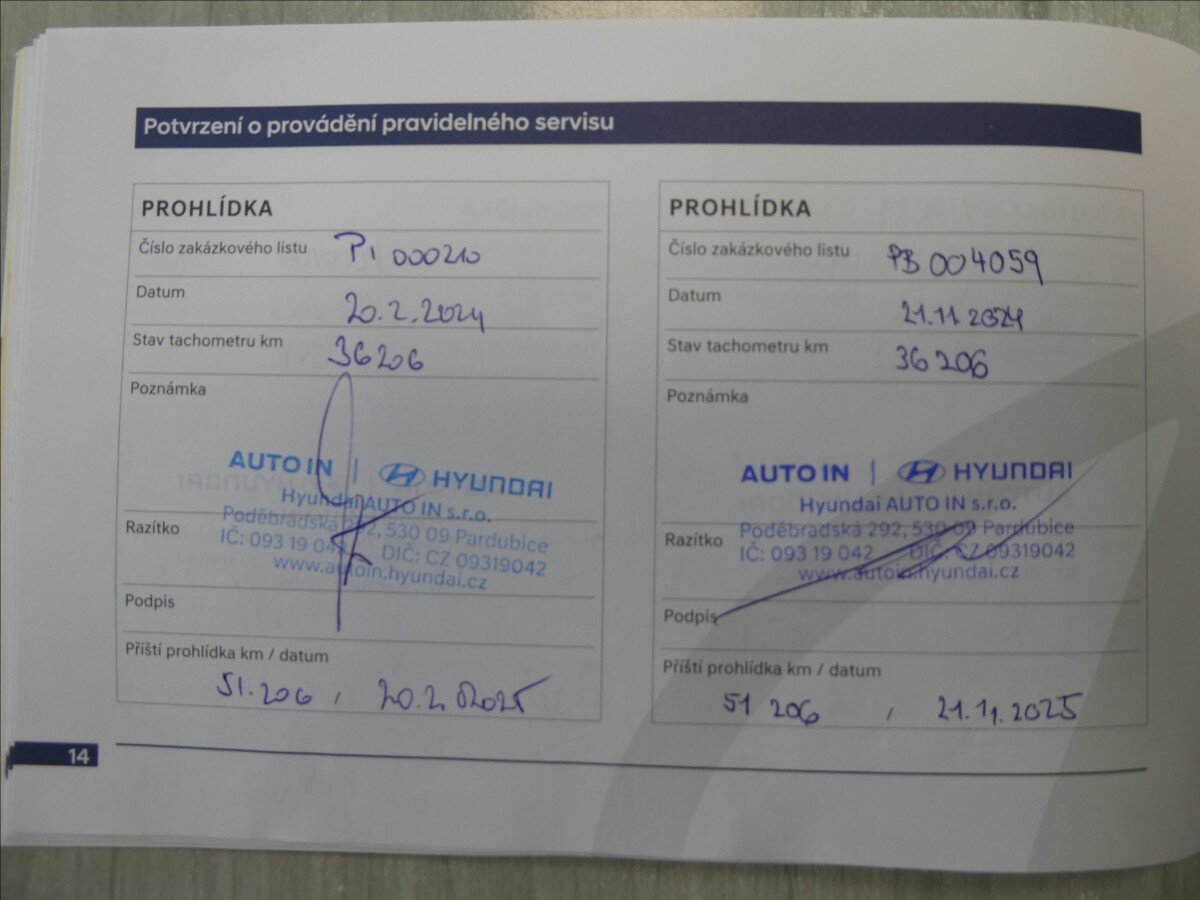 Potvrzení o provádění pravidelného servisu
PROHLÍDKA
Číslo zakázkového listu P1 000210
Datum 20.2.2024
Stav tachometru km 36206
Poznámka
AUTO IN | HYUNDAI
Hyundai AUTO IN s.r.o.
Poděbradská 292, 530 09 Pardubice
Razítko
IČ: 093 19 042 DIČ: CZ 09319042
www.autoin.hyundai.cz
Podpis
Příští prohlídka km / datum
51.206 / 20.2.2025
PROHLÍDKA
Číslo zakázkového listu PB 004059
Datum 21.11 2024
Stav tachometru km 36 206
Poznámka
AUTO IN | HYUNDAI
Hyundai AUTO IN s.r.o.
Poděbradská 292, 530 09 Pardubice
Razítko
IČ: 093 19 042 DIČ: CZ 09319042
www.autoin.hyundai.cz
Podpis
Příští prohlídka km / datum
51 206 / 21.11.2025
14